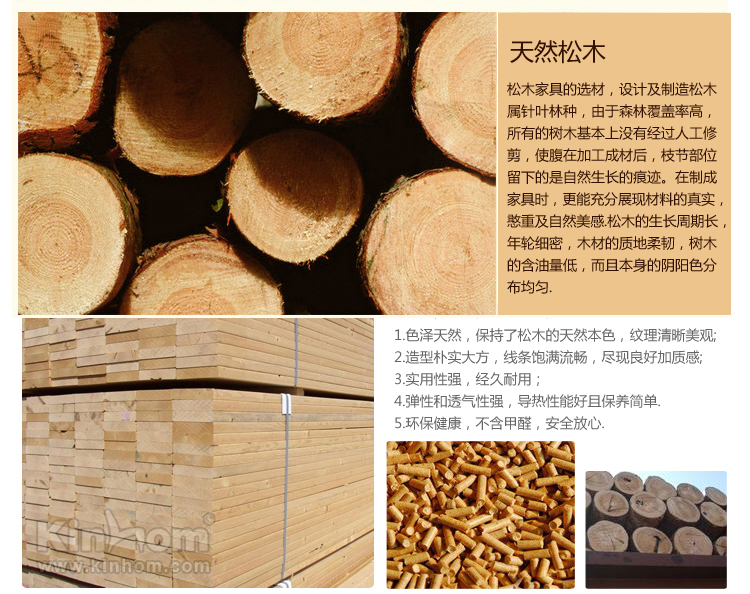 天然松木
松木家具的选材，设计及制造松木
属针叶林种，由于森林覆盖率高，
所有的树木基本上没有经过人工修
剪，使腹在加工成材后，枝节部位
留下的是自然生长的痕迹。在制成
家具时，更能充分展现材料的真实，
憨重及自然美感.松木的生长周期长，
年轮细密，木材的质地柔韧，树木
的含油量低，而且本身的阴阳色分
布均匀.
1.色泽天然，保持了松木的天然本色，纹理清晰美观;
2.造型朴实大方，线条饱满流畅，尽现良好加质感;
3.实用性强，经久耐用；
4.弹性和透气性强，导热性能好且保养简单.
5.环保健康，不含甲醛，安全放心.
Kinhom®
www.kinhom.com